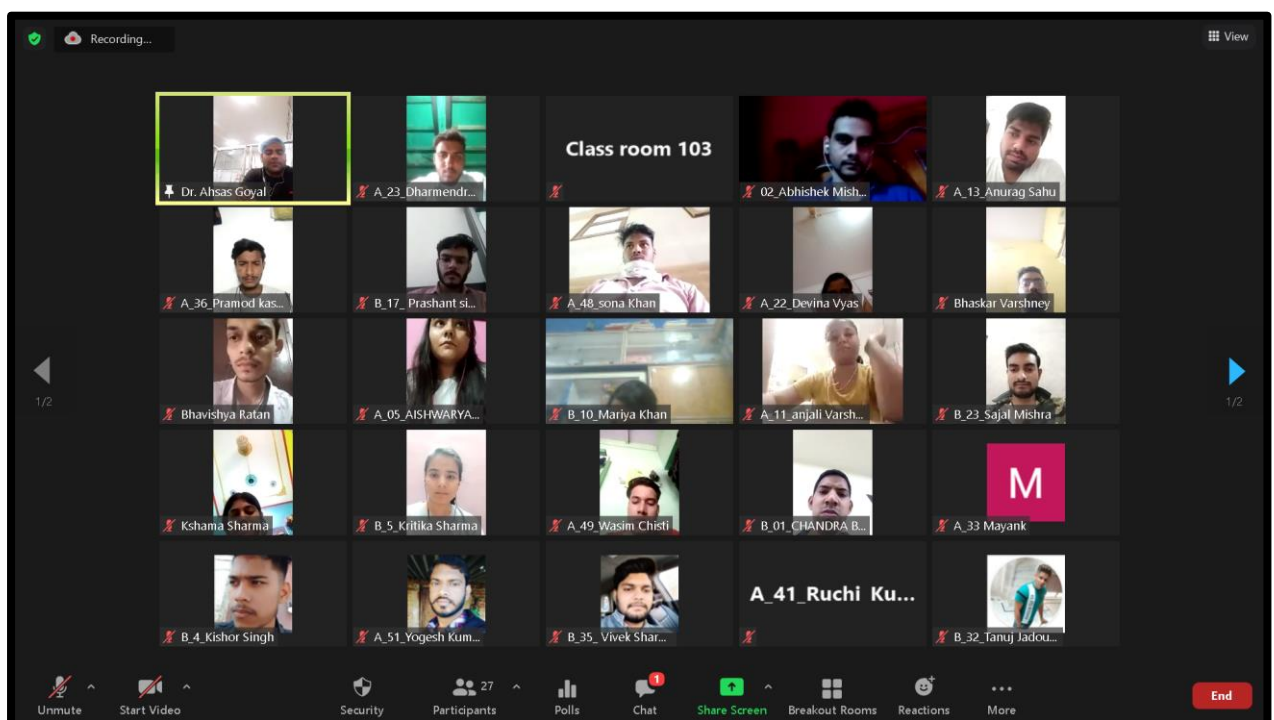 Recording...
View
Dr. Ahsas Goyal
A_23_Dharmendr...
Class room 103
02_Abhishek Mish...
A_13_Anurag Sahu
A_36_Pramod kas...
B_17_ Prashant si...
A_48_sona Khan
A_22_Devina Vyas
Bhaskar Varshney
1/2
Bhavishya Ratan
A_05_AISHWARYA...
B_10_Mariya Khan
A_11_anjali Varsh...
B_23_Sajal Mishra
1/2
Kshama Sharma
B_5_Kritika Sharma
A_49_Wasim Chisti
B_01_CHANDRA B...
M
A_33 Mayank
B_4_Kishor Singh
A_51_Yogesh Kum...
B_35_ Vivek Shar...
A_41_Ruchi Ku...
B_32_Tanuj Jadou...
Unmute
Start Video
Security
27
Participants
Polls
1
Chat
Share Screen
Breakout Rooms
Reactions
More
End